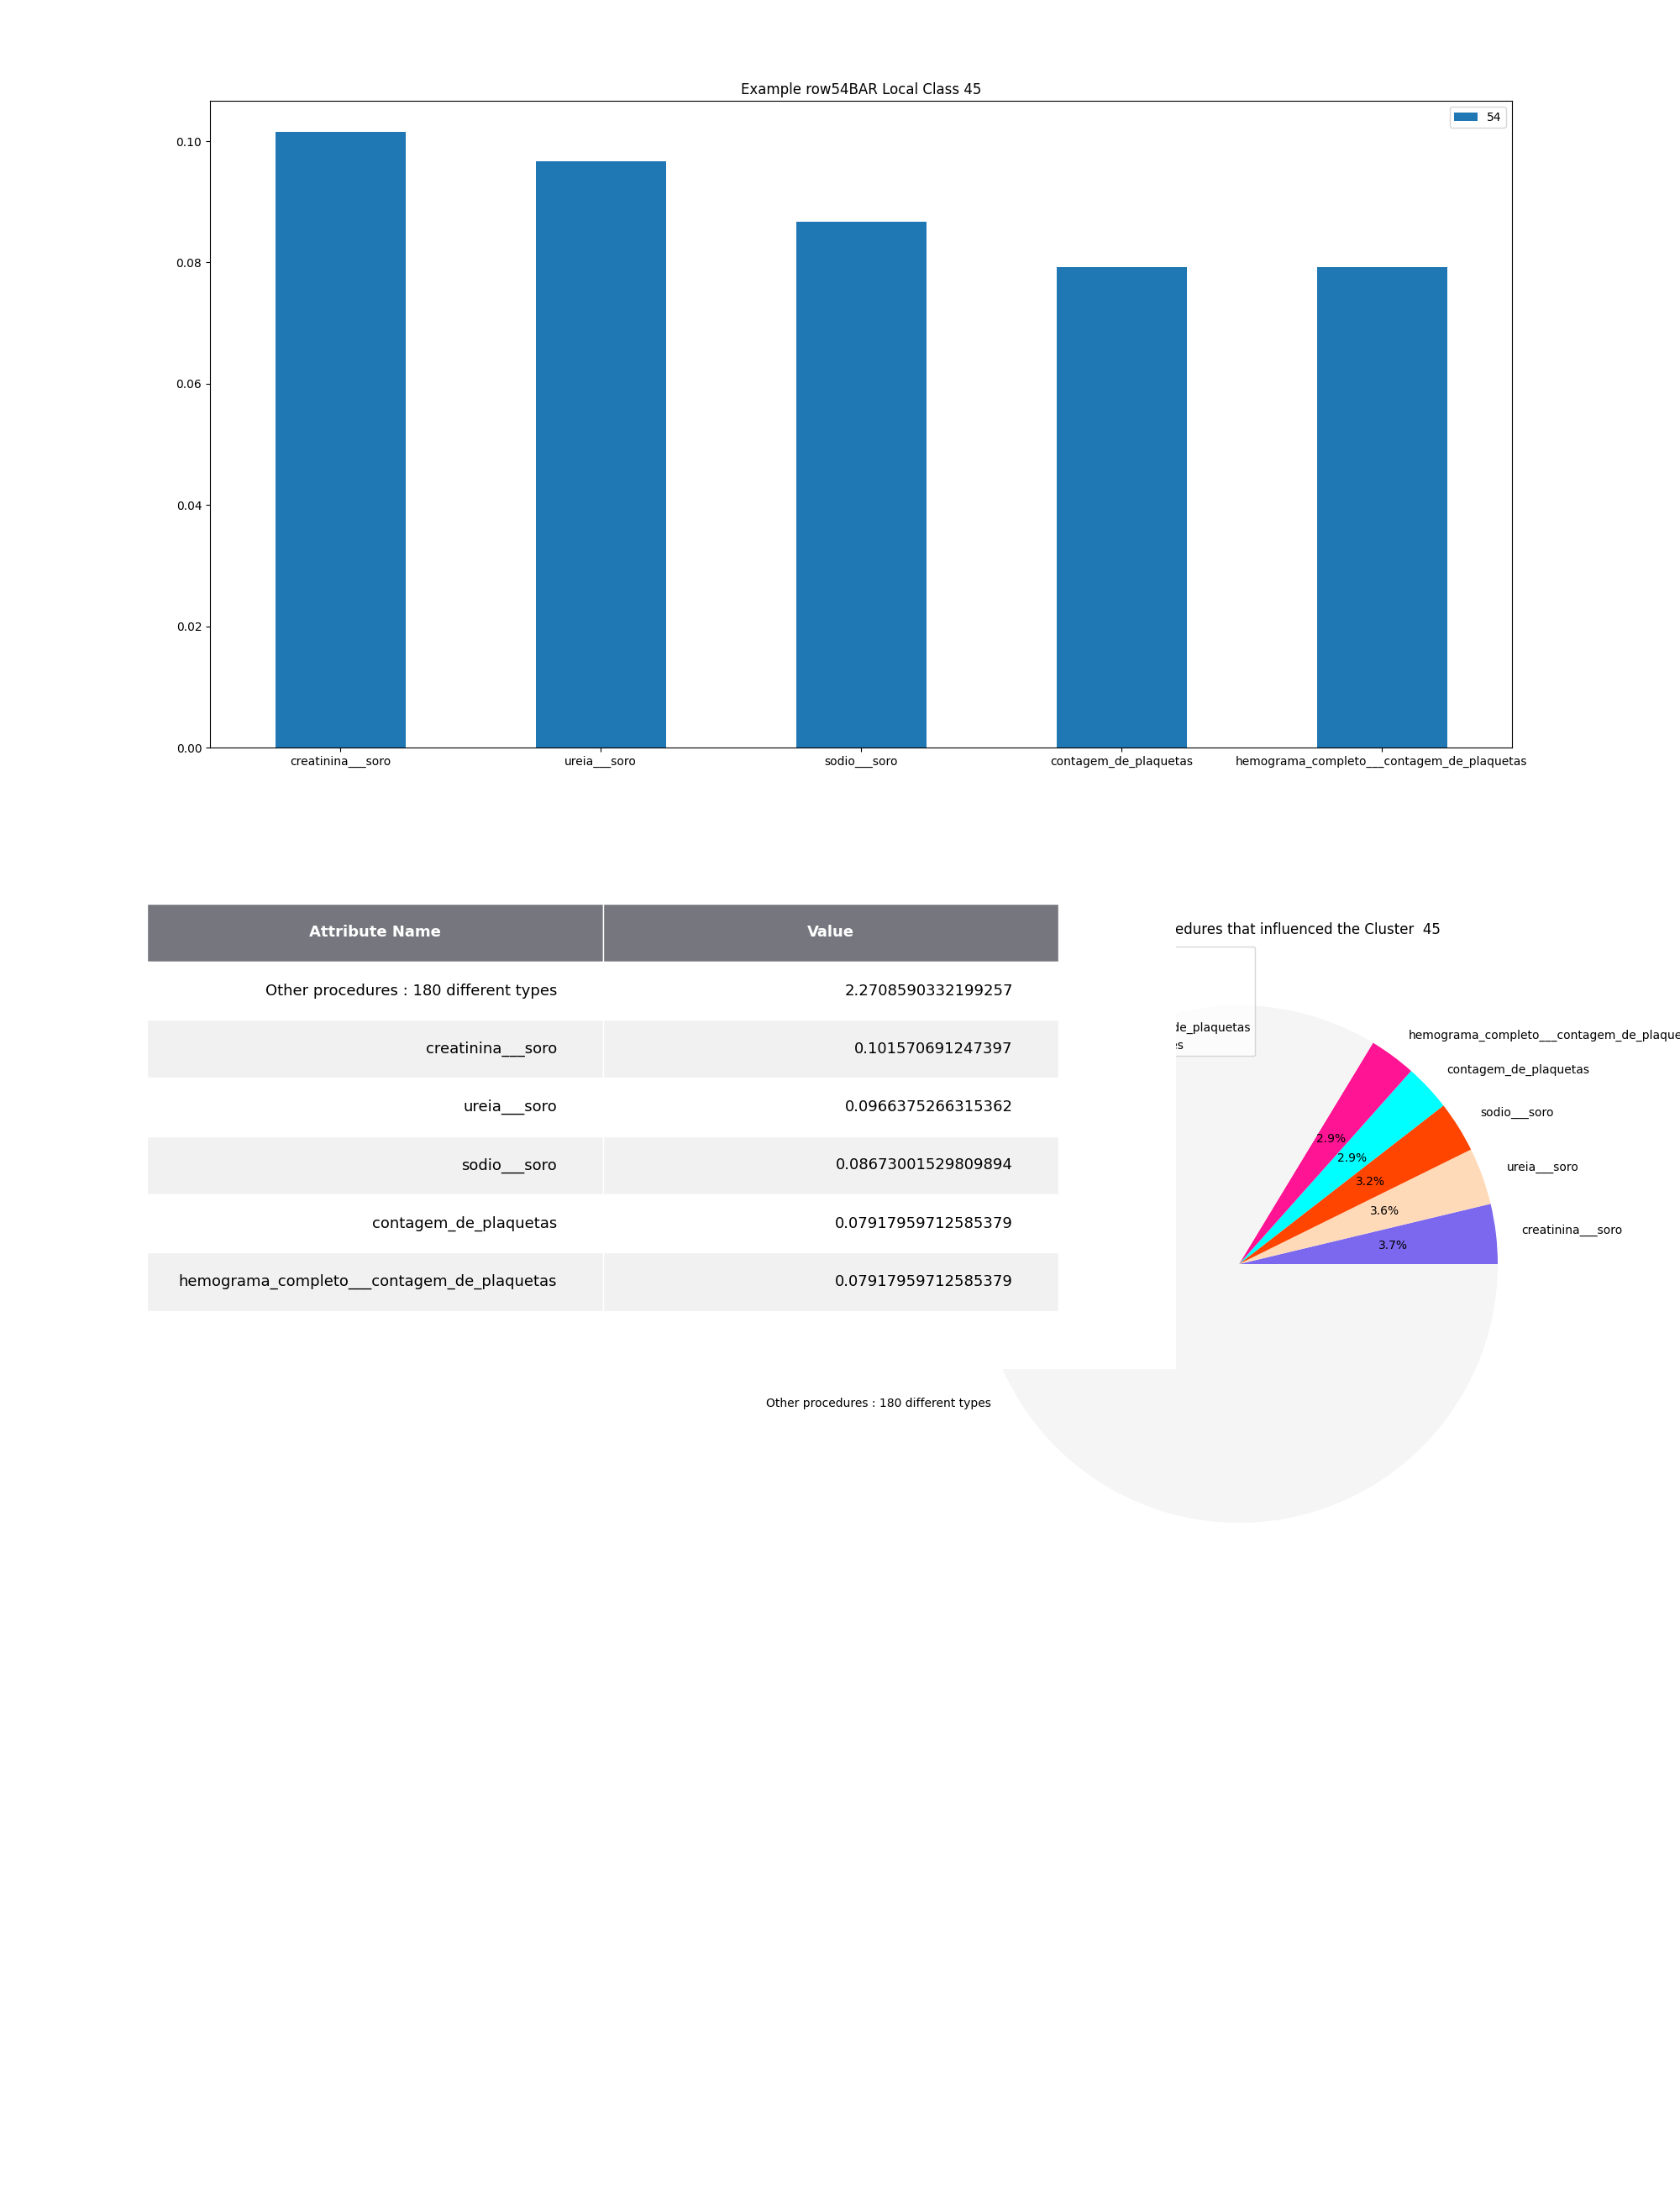 Example row54BAR Local Class 45
54
0.10
0.08
0.06
0.04
0.02
0.00
creatinina___soro
ureia___soro
sodio___soro
contagem_de_plaquetas
hemograma_completo___contagem_de_plaquetas
Attribute Name Value
Other procedures : 180 different types 2.2708590332199257
creatinina___soro 0.101570691247397
ureia___soro 0.0966375266315362
sodio___soro 0.08673001529809894
contagem_de_plaquetas 0.07917959712585379
hemograma_completo___contagem_de_plaquetas 0.07917959712585379
edures that influenced the Cluster 45
de_plaquetas
es
hemograma_completo___contagem_de_plaque
contagem_de_plaquetas
sodio___soro
ureia___soro
creatinina___soro
2.9%
2.9%
3.2%
3.6%
3.7%
Other procedures : 180 different types